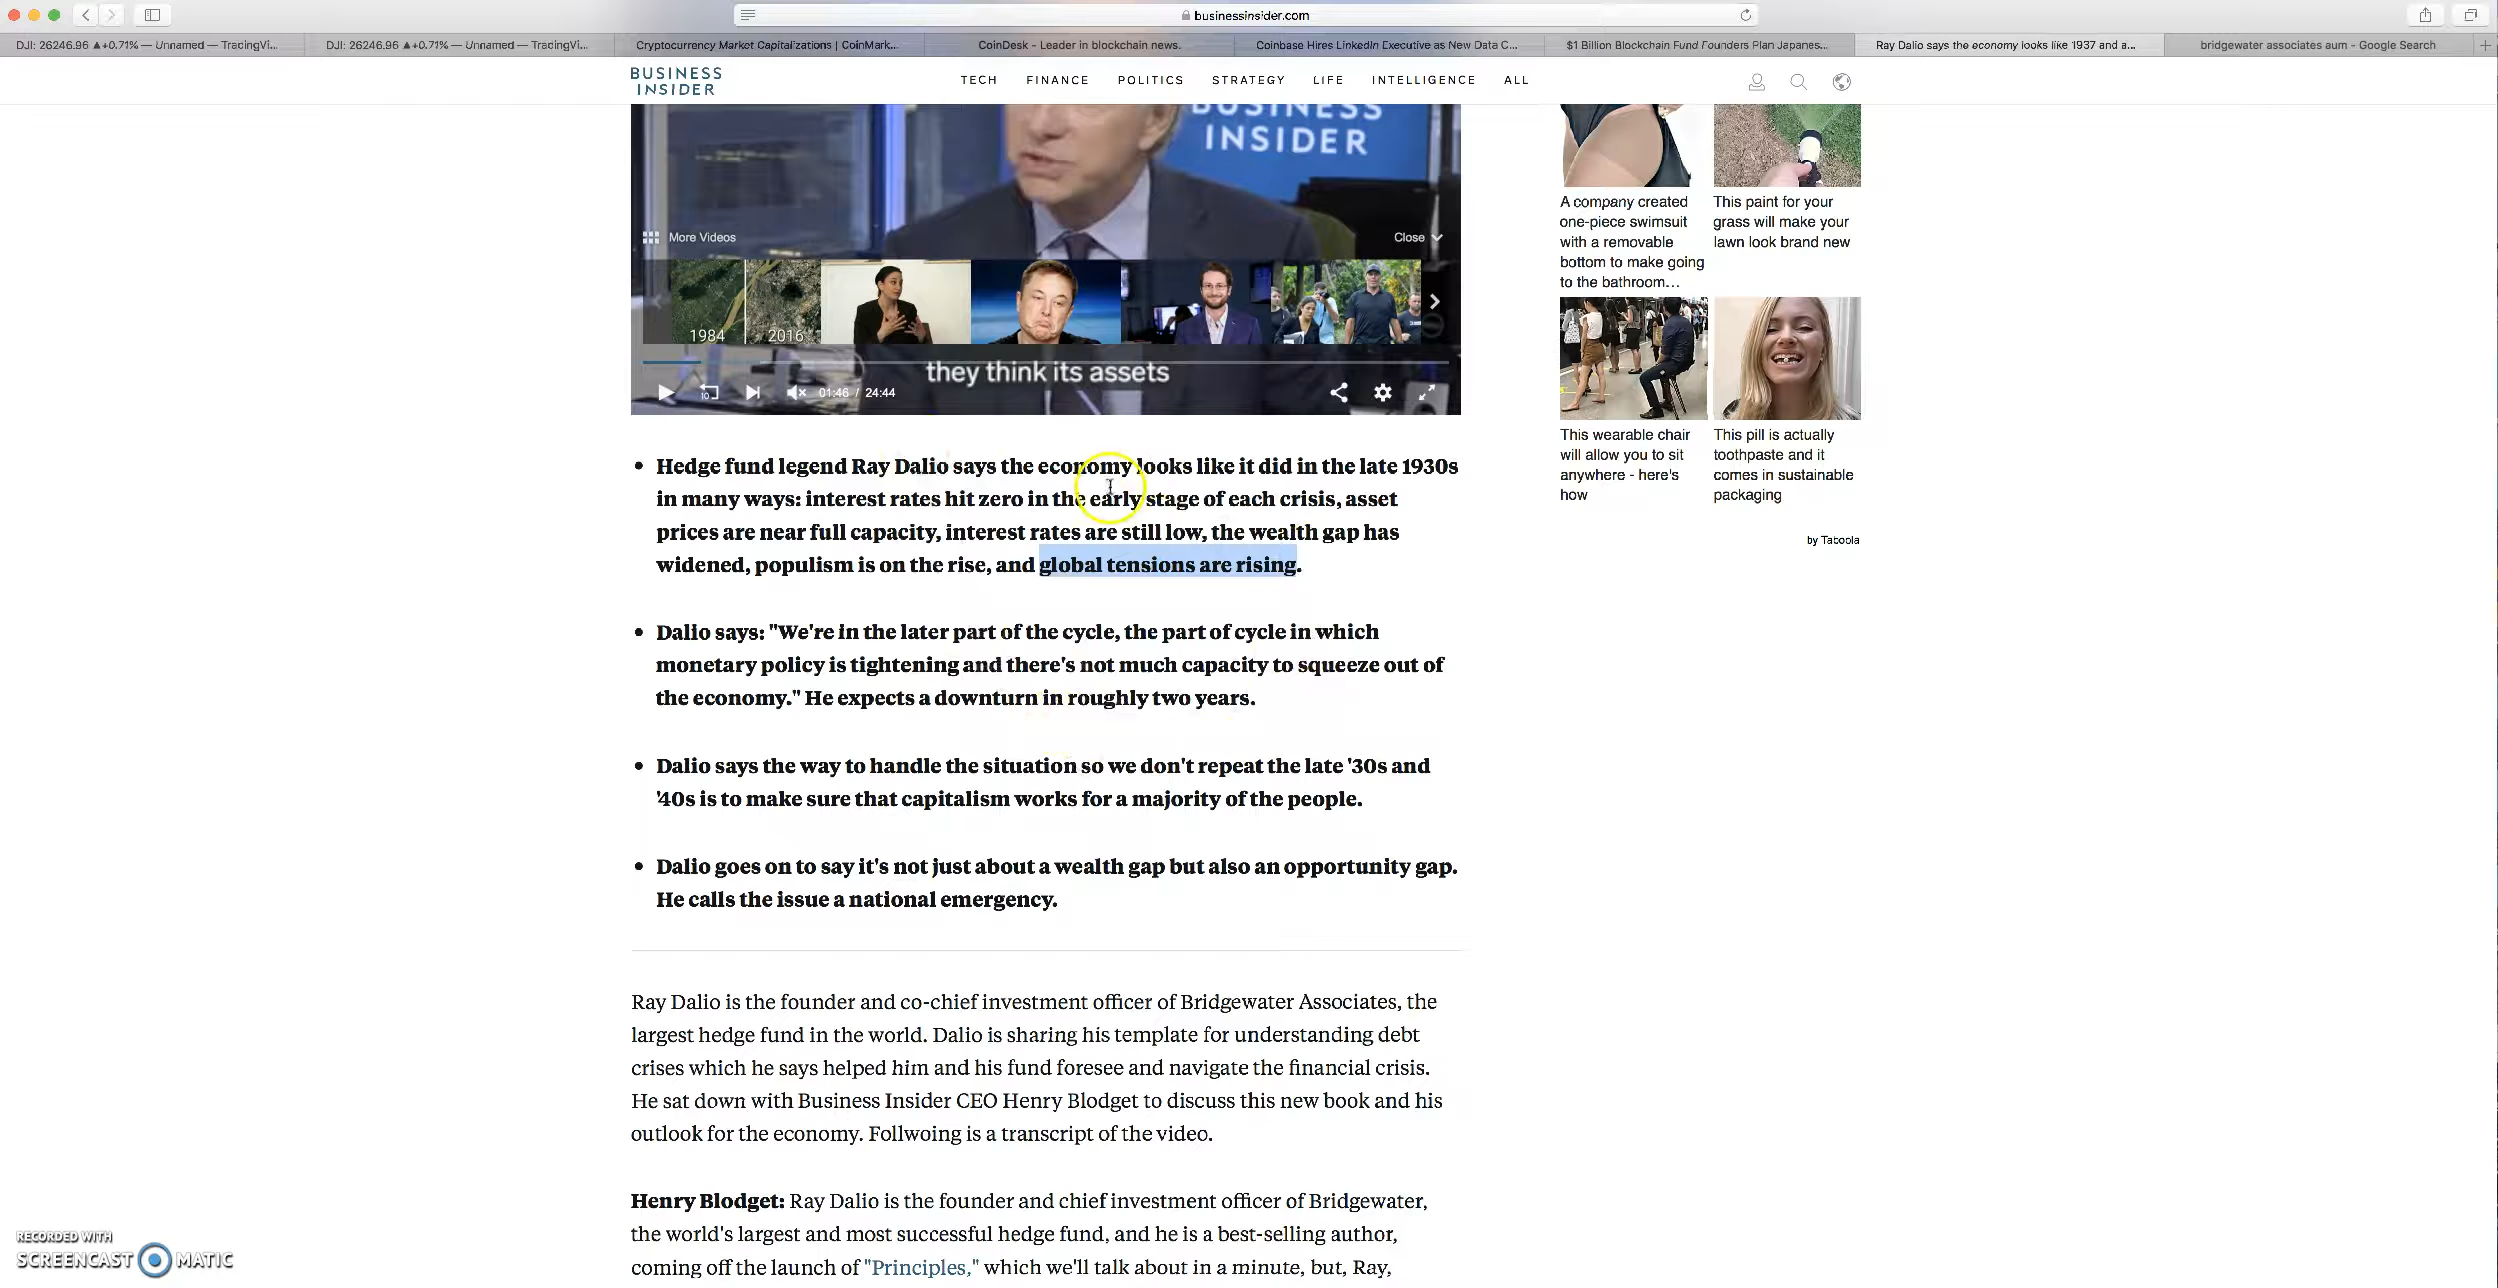 businessinsider.com
DJI: 26246.96 ▲+0.71% — Unnamed — TradingVi...
DJI: 26246.96 ▲+0.71% — Unnamed — TradingVi...
Cryptocurrency Market Capitalizations | CoinMark...
CoinDesk - Leader in blockchain news.
Coinbase Hires LinkedIn Executive as New Data C...
$1 Billion Blockchain Fund Founders Plan Japanes...
Ray Dalio says the economy looks like 1937 and a...
bridgewater associates aum - Google Search
BUSINESS
INSIDER
TECH FINANCE POLITICS STRATEGY LIFE INTELLIGENCE ALL
BUSINESS
INSIDER
More Videos
Close
1984 2016
they think its assets
10
01:46 / 24:44
Hedge fund legend Ray Dalio says the economy looks like it did in the late 1930s
in many ways: interest rates hit zero in the early stage of each crisis, asset
prices are near full capacity, interest rates are still low, the wealth gap has
widened, populism is on the rise, and global tensions are rising.
Dalio says: "We're in the later part of the cycle, the part of cycle in which
monetary policy is tightening and there's not much capacity to squeeze out of
the economy." He expects a downturn in roughly two years.
Dalio says the way to handle the situation so we don't repeat the late '30s and
'40s is to make sure that capitalism works for a majority of the people.
Dalio goes on to say it's not just about a wealth gap but also an opportunity gap.
He calls the issue a national emergency.
Ray Dalio is the founder and co-chief investment officer of Bridgewater Associates, the
largest hedge fund in the world. Dalio is sharing his template for understanding debt
crises which he says helped him and his fund foresee and navigate the financial crisis.
He sat down with Business Insider CEO Henry Blodget to discuss this new book and his
outlook for the economy. Follwoing is a transcript of the video.
Henry Blodget: Ray Dalio is the founder and chief investment officer of Bridgewater,
the world's largest and most successful hedge fund, and he is a best-selling author,
coming off the launch of "Principles," which we'll talk about in a minute, but, Ray,
A company created
one-piece swimsuit
with a removable
bottom to make going
to the bathroom...
This paint for your
grass will make your
lawn look brand new
This wearable chair
will allow you to sit
anywhere - here's
how
This pill is actually
toothpaste and it
comes in sustainable
packaging
by Taboola
RECORDED WITH
SCREENCAST MATIC